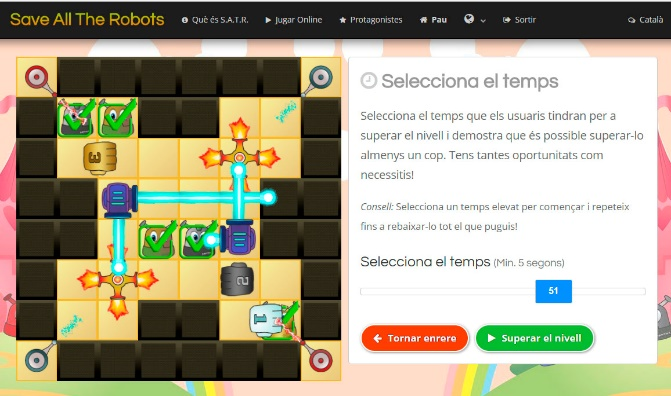 Save All The Robots
Què és S.A.T.R.
Jugar Online
Protagonistes
Pau
Sortir
Català
Selecciona el temps
Selecciona el temps que els usaris tindran per a
superar el nivell i demostra que és possible superar-lo
almenys un cop. Tens tantes oportunitats com
necessitis!
Consell: Selecciona un temps elevat per començar i repeteix
fins a rebaixar-lo tot el que puguis!
Selecciona el temps (Min. 5 segons)
51
Tornar enrere
Superar el nivell
3
2
1